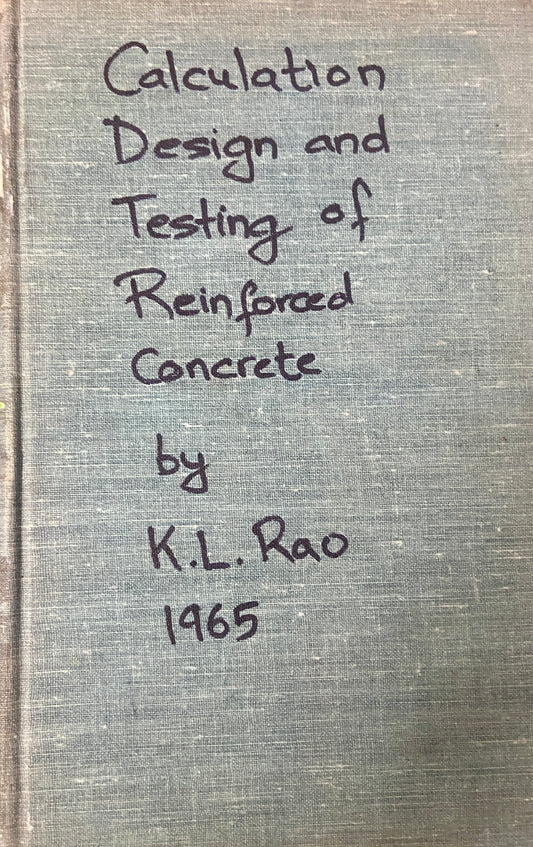 Calculation
Design and
Testing of
Reinforced
Concrete
by
K.L. Rao
1965